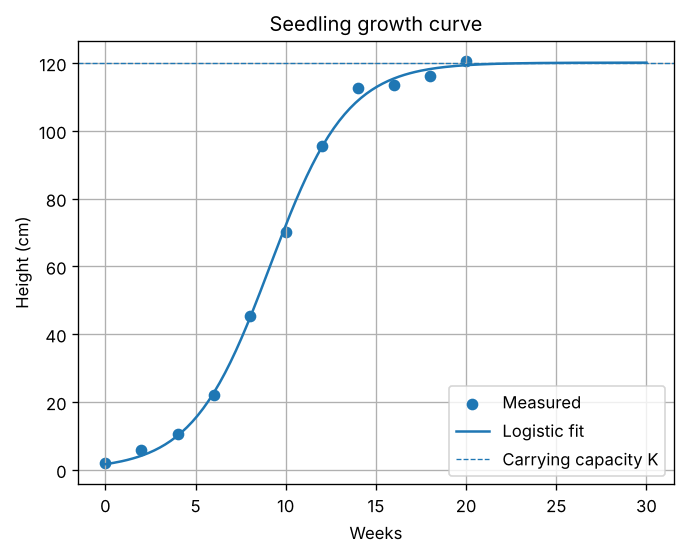 Seedling growth curve
120
100
80
60
40
20
0
Height (cm)
Measured
Logistic fit
Carrying capacity K
0 5 10 15 20 25 30
Weeks